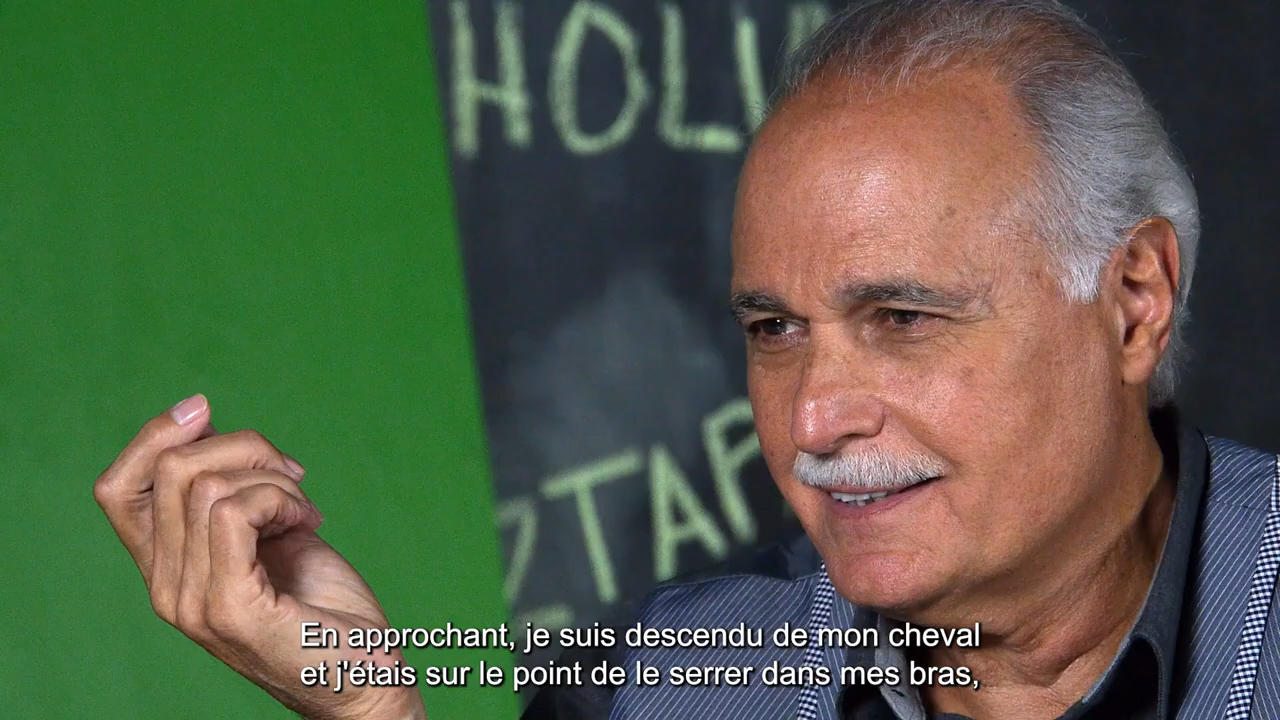 HOLL
ZTAP
En approchant, je suis descendu de mon cheval
et j'étais sur le point de le serrer dans mes bras,